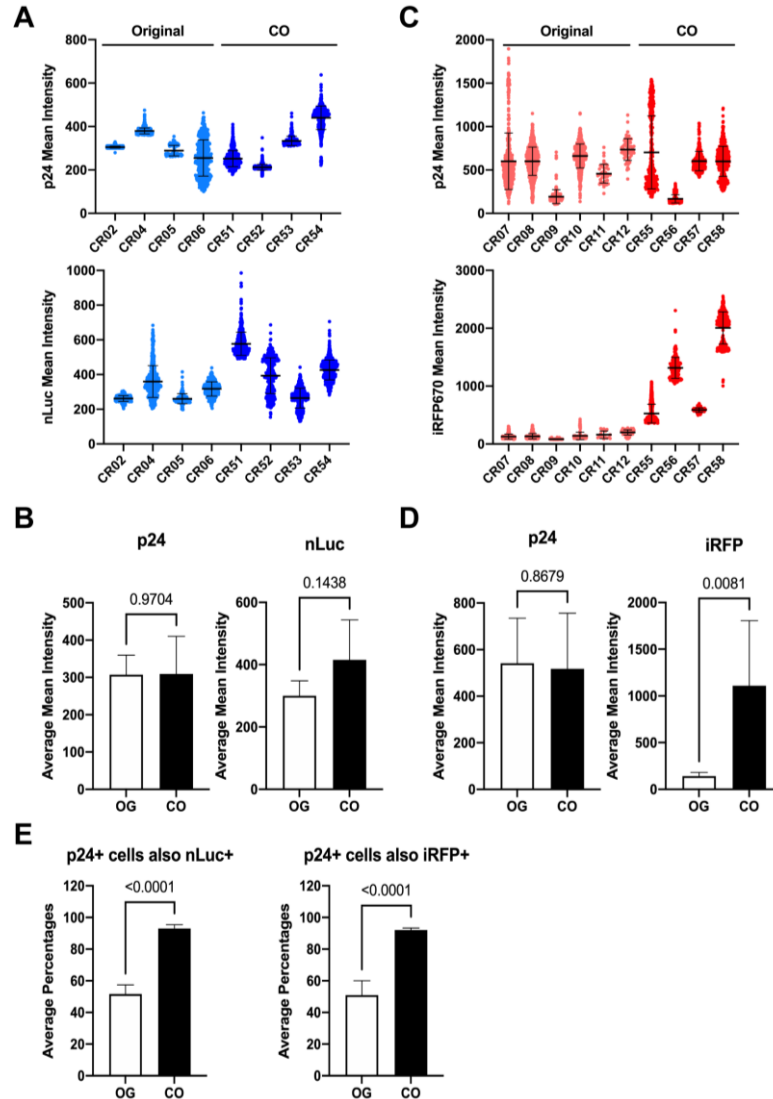 A
Original CO
p24 Mean Intensity
800
600
400
200
0
CR02 CR04 CR05 CR06 CR51 CR52 CR53 CR54
nLuc Mean Intensity
1000
800
600
400
200
0
CR02 CR04 CR05 CR06 CR51 CR52 CR53 CR54
C
Original CO
p24 Mean Intensity
2000
1500
1000
500
0
CR07 CR08 CR09 CR10 CR11 CR12 CR55 CR56 CR57 CR58
iRFP670 Mean Intensity
3000
2000
1000
0
CR07 CR08 CR09 CR10 CR11 CR12 CR55 CR56 CR57 CR58
B
p24
0.9704
Average Mean Intensity
500
400
300
200
100
0
OG CO
nLuc
0.1438
Average Mean Intensity
600
400
200
0
OG CO
D
p24
0.8679
Average Mean Intensity
800
600
400
200
0
OG CO
iRFP
0.0081
Average Mean Intensity
2000
1500
1000
500
0
OG CO
E
p24+ cells also nLuc+
<0.0001
Average Percentages
120
100
80
60
40
20
0
OG CO
p24+ cells also iRFP+
<0.0001
Average Percentages
120
100
80
60
40
20
0
OG CO